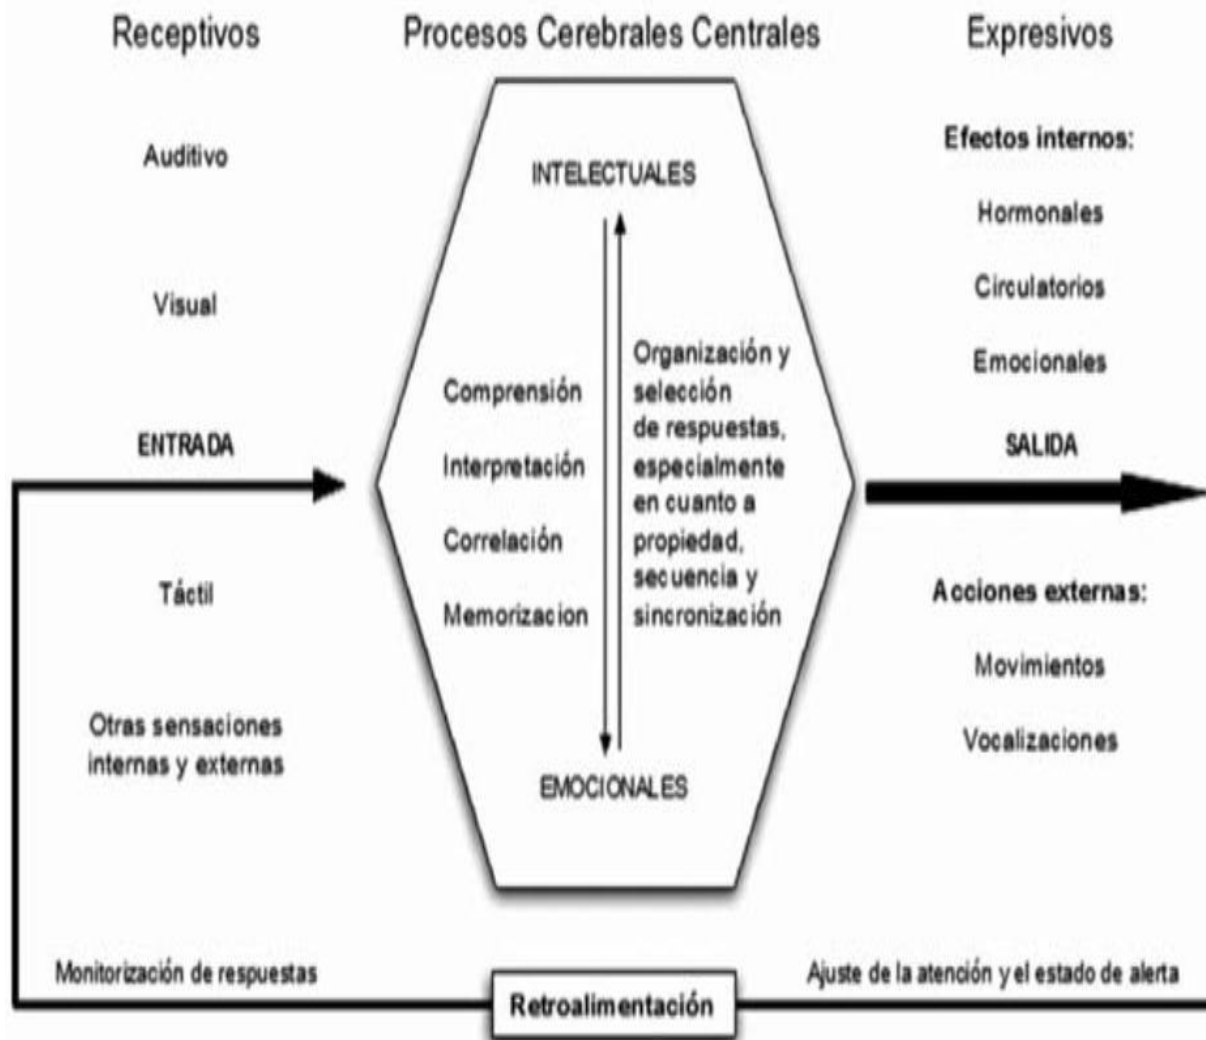 Receptivos
Procesos Cerebrales Centrales
Expresivos
Auditivo
Visual
ENTRADA
Táctil
Otras sensaciones
internas y externas
INTELECTUALES
Comprensión
Interpretación
Correlación
Memorizacion
Organización y
selección
de respuestas,
especialmente
en cuanto a
propiedad,
secuencia y
sincronización
EMOCIONALES
Efectos internos:
Hormonales
Circulatorios
Emocionales
SALIDA
Acciones externas:
Movimientos
Vocalizaciones
Monitorización de respuestas
Retroalimentación
Ajuste de la atención y el estado de alerta